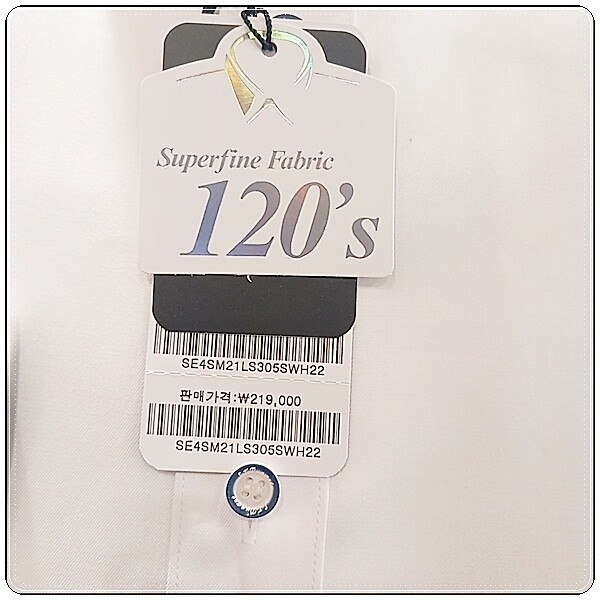 Superfine Fabric
120's
SE4SM21LS305SWH22
판매가격:₩219,000
SE4SM21LS305SWH22